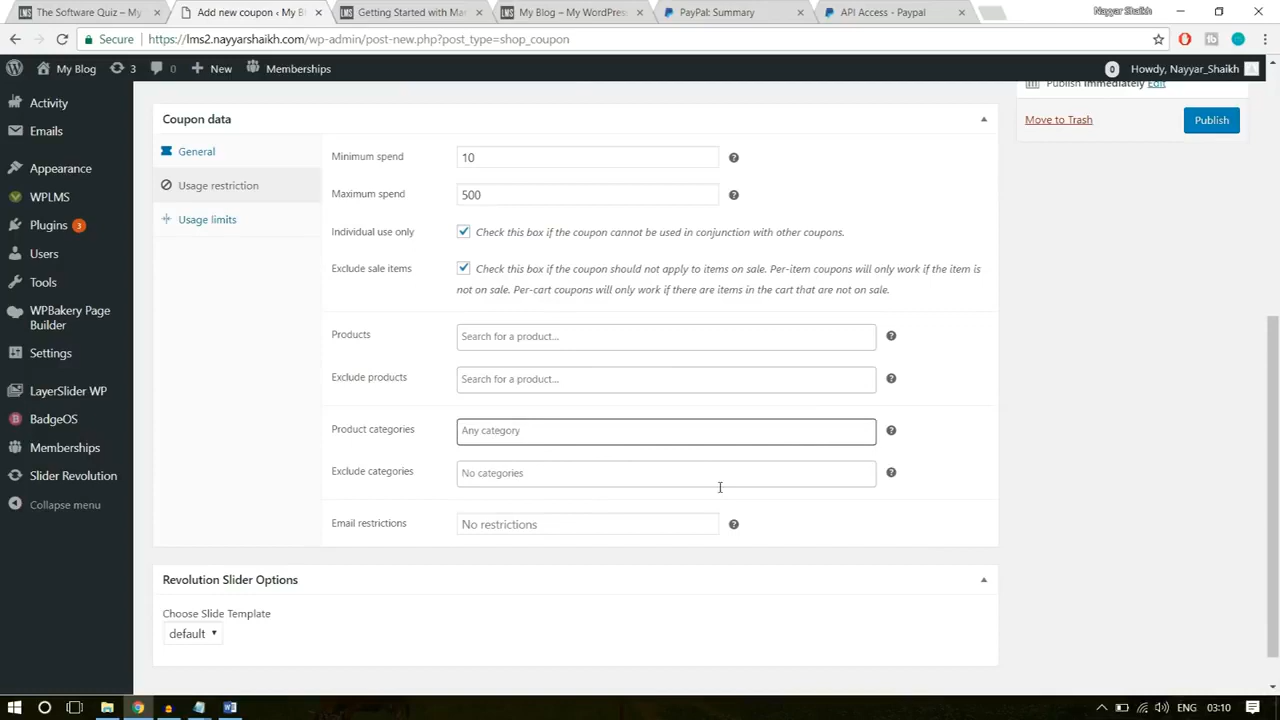 The Software Quiz – My
Add new coupon ‹ My Bl
Getting Started with Mar
My Blog – My WordPress
PayPal: Summary
API Access - Paypal
Nayyar Shaikh
Secure
https://lms2.nayyarshaikh.com/wp-admin/post-new.php?post_type=shop_coupon
My Blog
3
0
New
Memberships
0
Howdy, Nayyar_Shaikh
Activity
Emails
Appearance
WPLMS
Plugins 3
Users
Tools
WPBakery Page
Builder
Settings
LayerSlider WP
BadgeOS
Memberships
Slider Revolution
Collapse menu
Publish immediately Edit
Move to Trash
Publish
Coupon data
General
Usage restriction
Usage limits
Minimum spend
10
Maximum spend
500
Individual use only
Check this box if the coupon cannot be used in conjunction with other coupons.
Exclude sale items
Check this box if the coupon should not apply to items on sale. Per-item coupons will only work if the item is
not on sale. Per-cart coupons will only work if there are items in the cart that are not on sale.
Products
Search for a product...
Exclude products
Search for a product...
Product categories
Any category
Exclude categories
No categories
Email restrictions
No restrictions
Revolution Slider Options
Choose Slide Template
default
ENG
03:10